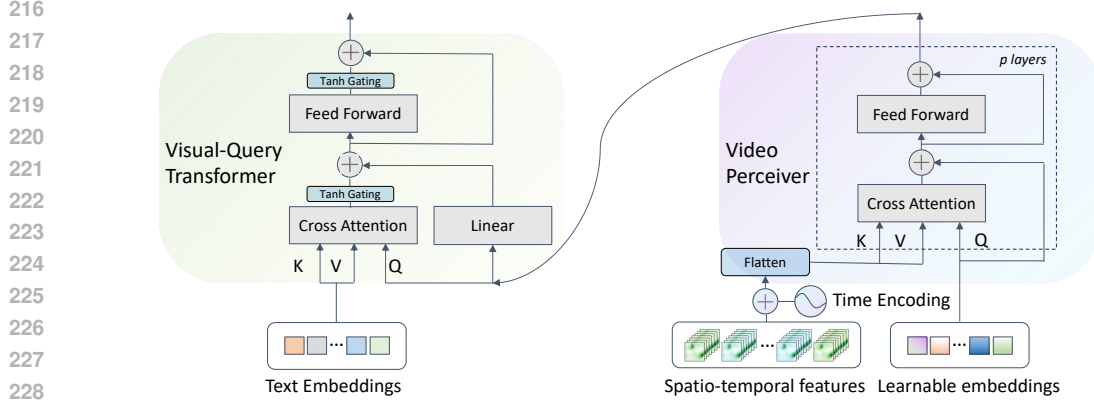 216
217
218
219
220
221
222
223
224
225
226
227
228
Tanh Gating
Feed Forward
Visual-Query
Transformer
Tanh Gating
Cross Attention
Linear
K V Q
...
Text Embeddings
p layers
Feed Forward
Video
Perceiver
Cross Attention
K V Q
Flatten
Time Encoding
...
...
Spatio-temporal features
Learnable embeddings